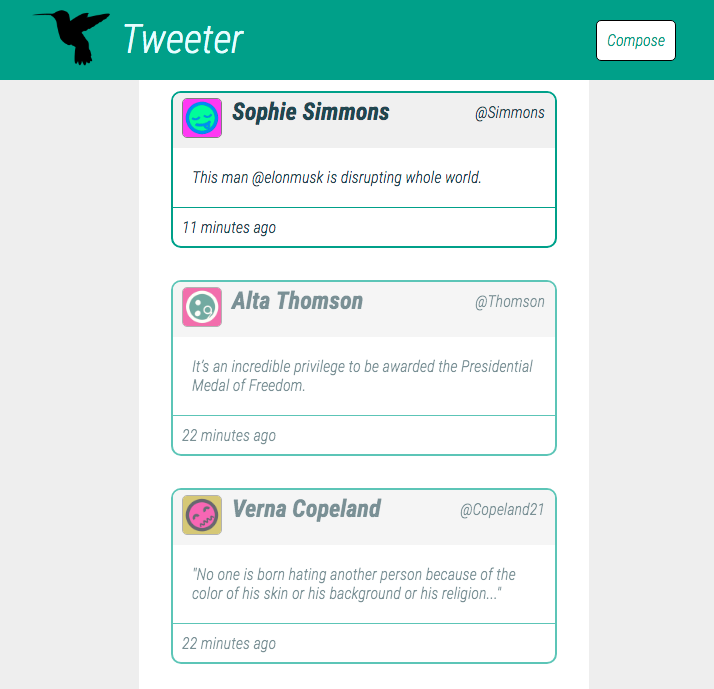 Tweeter
Compose
Sophie Simmons
@Simmons
This man @elonmusk is disrupting whole world.
11 minutes ago
Alta Thomson
@Thomson
It’s an incredible privilege to be awarded the Presidential
Medal of Freedom.
22 minutes ago
Verna Copeland
@Copeland21
"No one is born hating another person because of the
color of his skin or his background or his religion..."
22 minutes ago